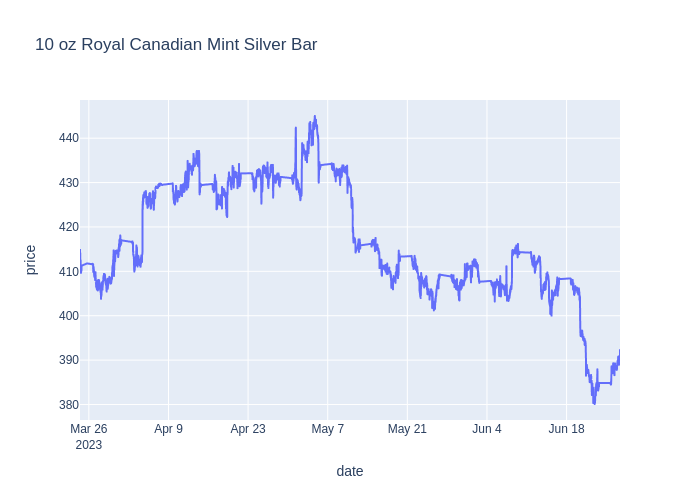 10 oz Royal Canadian Mint Silver Bar
440
430
420
410
400
390
380
price
Mar 26
2023
Apr 9
Apr 23
May 7
May 21
Jun 4
Jun 18
date